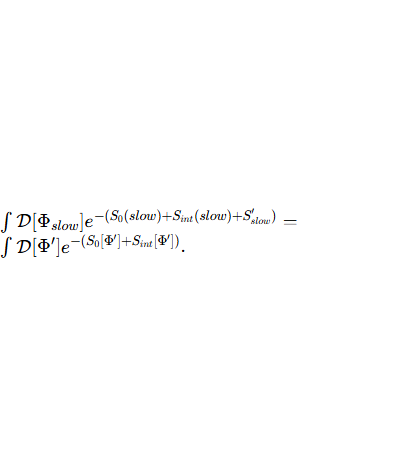 ∫ 𝒟[Φ_{slow}]e^{−(S_0(slow)+S_{int}(slow)+S′_{slow})} =
∫ 𝒟[Φ′]e^{−(S_0[Φ′]+S_{int}[Φ′])}.